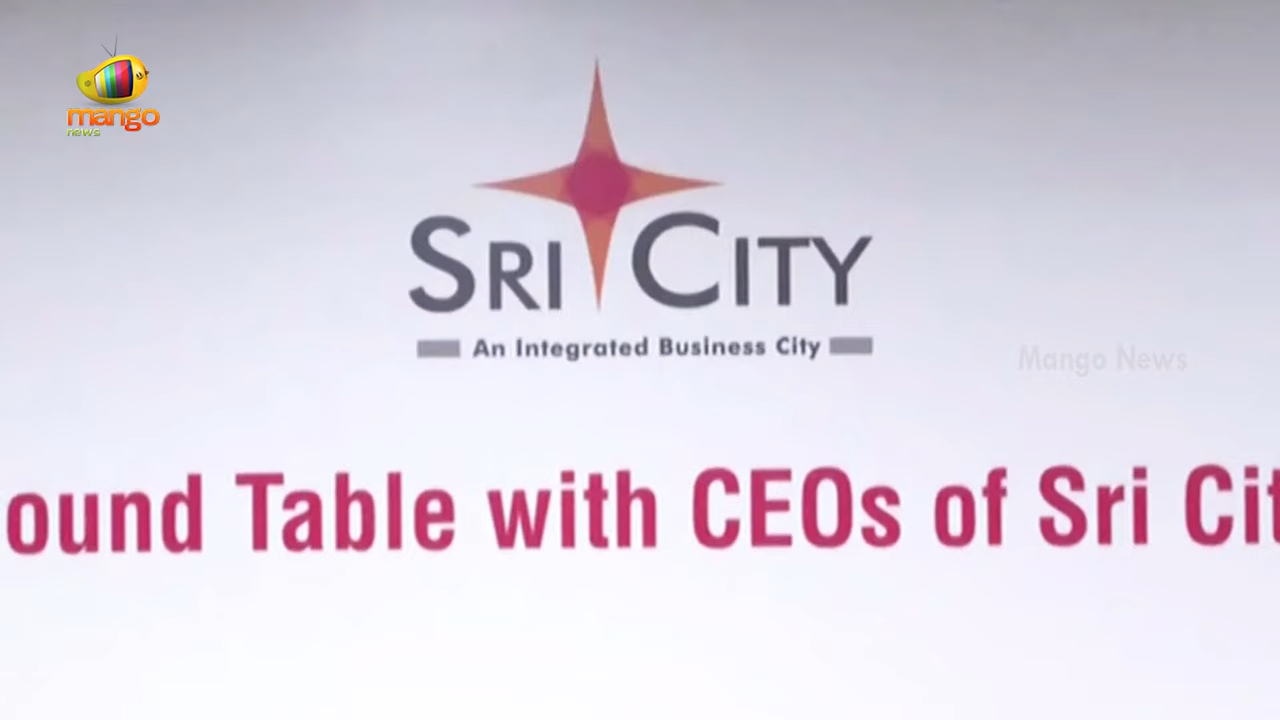 mango
news
SRI CITY
An Integrated Business City
Mango News
ound Table with CEOs of Sri Cit